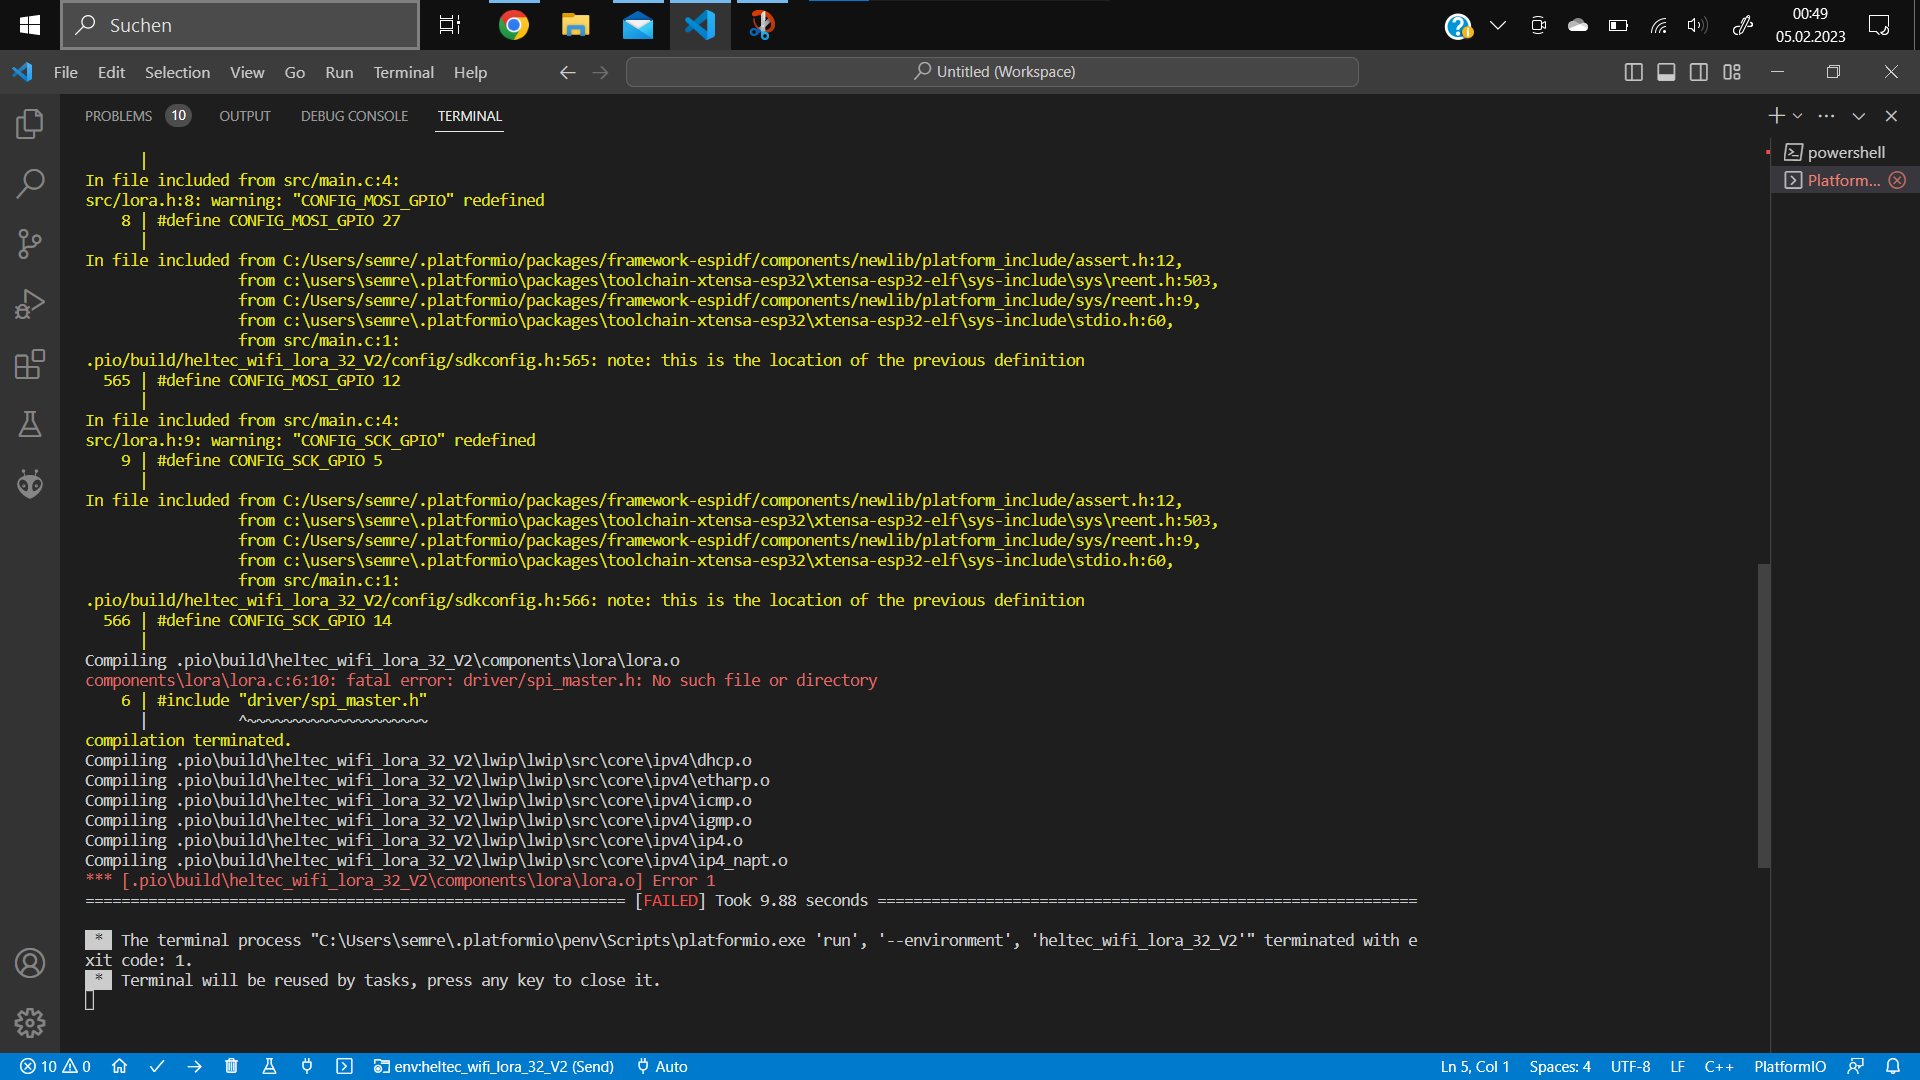 Suchen
00:49
05.02.2023
File Edit Selection View Go Run Terminal Help
Untitled (Workspace)
PROBLEMS 10 OUTPUT DEBUG CONSOLE TERMINAL
powershell
Platform...
|
In file included from src/main.c:4:
src/lora.h:8: warning: "CONFIG_MOSI_GPIO" redefined
8 | #define CONFIG_MOSI_GPIO 27
|
In file included from C:/Users/semre/.platformio/packages/framework-espidf/components/newlib/platform_include/assert.h:12,
from c:\users\semre\.platformio\packages\toolchain-xtensa-esp32\xtensa-esp32-elf\sys-include\sys\reent.h:503,
from C:/Users/semre/.platformio/packages/framework-espidf/components/newlib/platform_include/sys/reent.h:9,
from c:\users\semre\.platformio\packages\toolchain-xtensa-esp32\xtensa-esp32-elf\sys-include\stdio.h:60,
from src/main.c:1:
.pio/build/heltec_wifi_lora_32_V2/config/sdkconfig.h:565: note: this is the location of the previous definition
565 | #define CONFIG_MOSI_GPIO 12
|
In file included from src/main.c:4:
src/lora.h:9: warning: "CONFIG_SCK_GPIO" redefined
9 | #define CONFIG_SCK_GPIO 5
|
In file included from C:/Users/semre/.platformio/packages/framework-espidf/components/newlib/platform_include/assert.h:12,
from c:\users\semre\.platformio\packages\toolchain-xtensa-esp32\xtensa-esp32-elf\sys-include\sys\reent.h:503,
from C:/Users/semre/.platformio/packages/framework-espidf/components/newlib/platform_include/sys/reent.h:9,
from c:\users\semre\.platformio\packages\toolchain-xtensa-esp32\xtensa-esp32-elf\sys-include\stdio.h:60,
from src/main.c:1:
.pio/build/heltec_wifi_lora_32_V2/config/sdkconfig.h:566: note: this is the location of the previous definition
566 | #define CONFIG_SCK_GPIO 14
|
Compiling .pio\build\heltec_wifi_lora_32_V2\components\lora\lora.o
components\lora\lora.c:6:10: fatal error: driver/spi_master.h: No such file or directory
6 | #include "driver/spi_master.h"
| ^~~~~~~~~~~~~~~~~~~~~
compilation terminated.
Compiling .pio\build\heltec_wifi_lora_32_V2\lwip\lwip\src\core\ipv4\dhcp.o
Compiling .pio\build\heltec_wifi_lora_32_V2\lwip\lwip\src\core\ipv4\etharp.o
Compiling .pio\build\heltec_wifi_lora_32_V2\lwip\lwip\src\core\ipv4\icmp.o
Compiling .pio\build\heltec_wifi_lora_32_V2\lwip\lwip\src\core\ipv4\igmp.o
Compiling .pio\build\heltec_wifi_lora_32_V2\lwip\lwip\src\core\ipv4\ip4.o
Compiling .pio\build\heltec_wifi_lora_32_V2\lwip\lwip\src\core\ipv4\ip4_napt.o
*** [.pio\build\heltec_wifi_lora_32_V2\components\lora\lora.o] Error 1
============================================================ [FAILED] Took 9.88 seconds ============================================================
* The terminal process "C:\Users\semre\.platformio\penv\Scripts\platformio.exe 'run', '--environment', 'heltec_wifi_lora_32_V2'" terminated with e
xit code: 1.
* Terminal will be reused by tasks, press any key to close it.
10 0 env:heltec_wifi_lora_32_V2 (Send) Auto Ln 5, Col 1 Spaces: 4 UTF-8 LF C++ PlatformIO